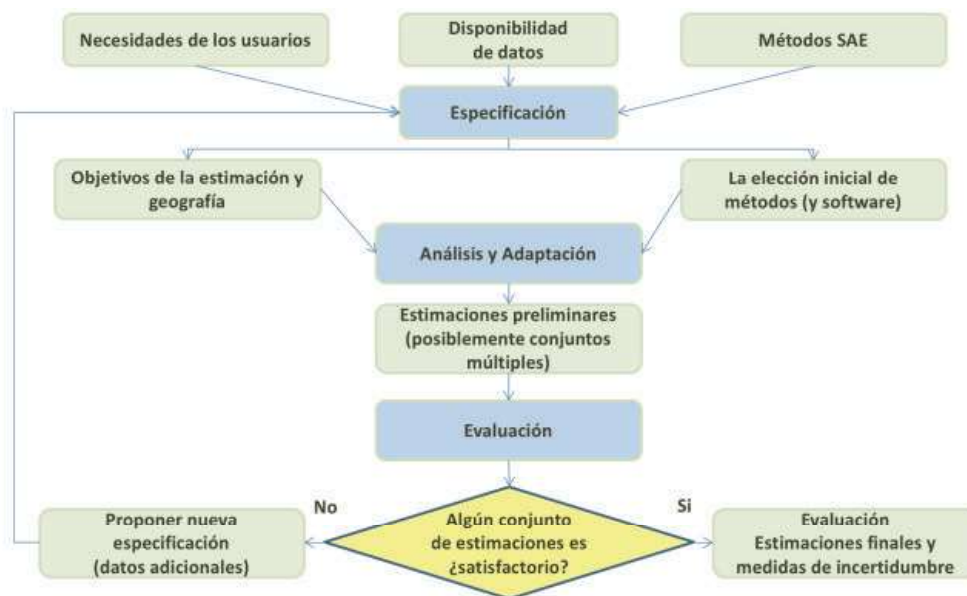 Necesidades de los usuarios
Disponibilidad
de datos
Métodos SAE
Especificación
Objetivos de la estimación y
geografía
La elección inicial de
métodos (y software)
Análisis y Adaptación
Estimaciones preliminares
(posiblemente conjuntos
múltiples)
Evaluación
No
Si
Proponer nueva
especificación
(datos adicionales)
Algún conjunto
de estimaciones es
¿satisfactorio?
Evaluación
Estimaciones finales y
medidas de incertidumbre